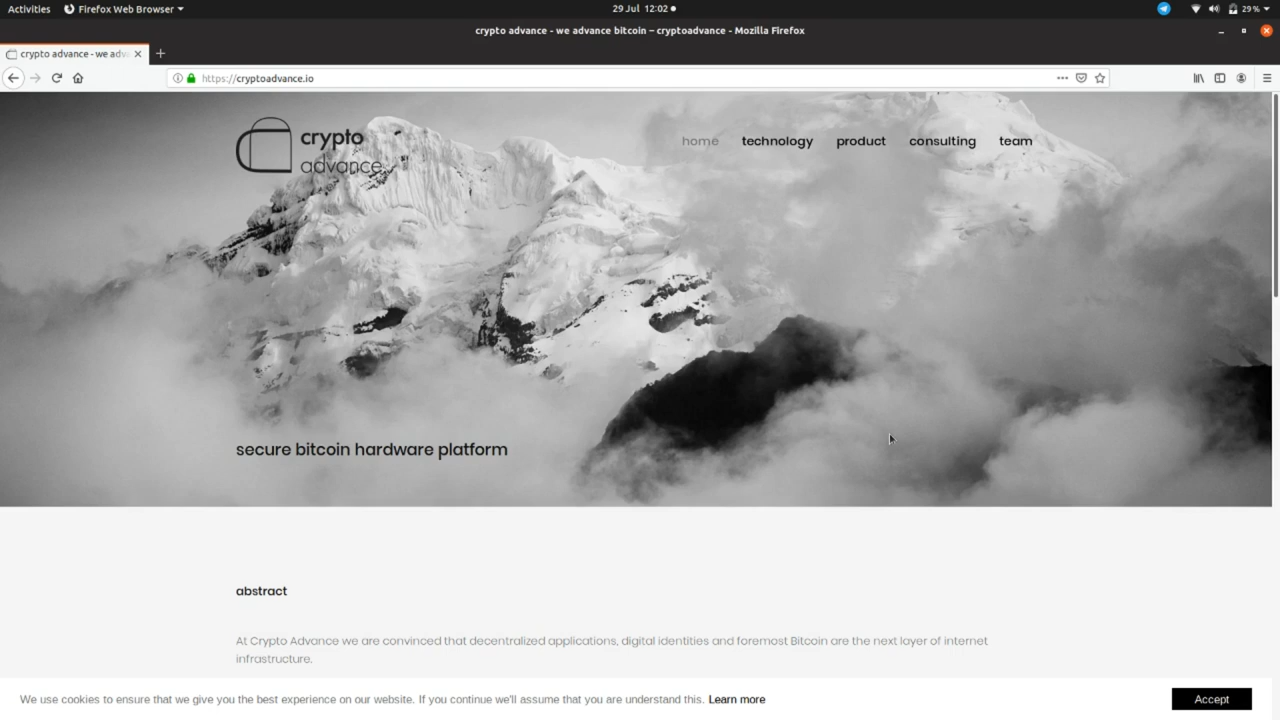 Activities Firefox Web Browser 29 Jul 12:02 29 %
crypto advance - we advance bitcoin – cryptoadvance - Mozilla Firefox
crypto advance - we adv
https://cryptoadvance.io
crypto
advance
home technology product consulting team
secure bitcoin hardware platform
abstract
At Crypto Advance we are convinced that decentralized applications, digital identities and foremost Bitcoin are the next layer of internet
infrastructure.
We use cookies to ensure that we give you the best experience on our website. If you continue we'll assume that you are understand this. Learn more
Accept